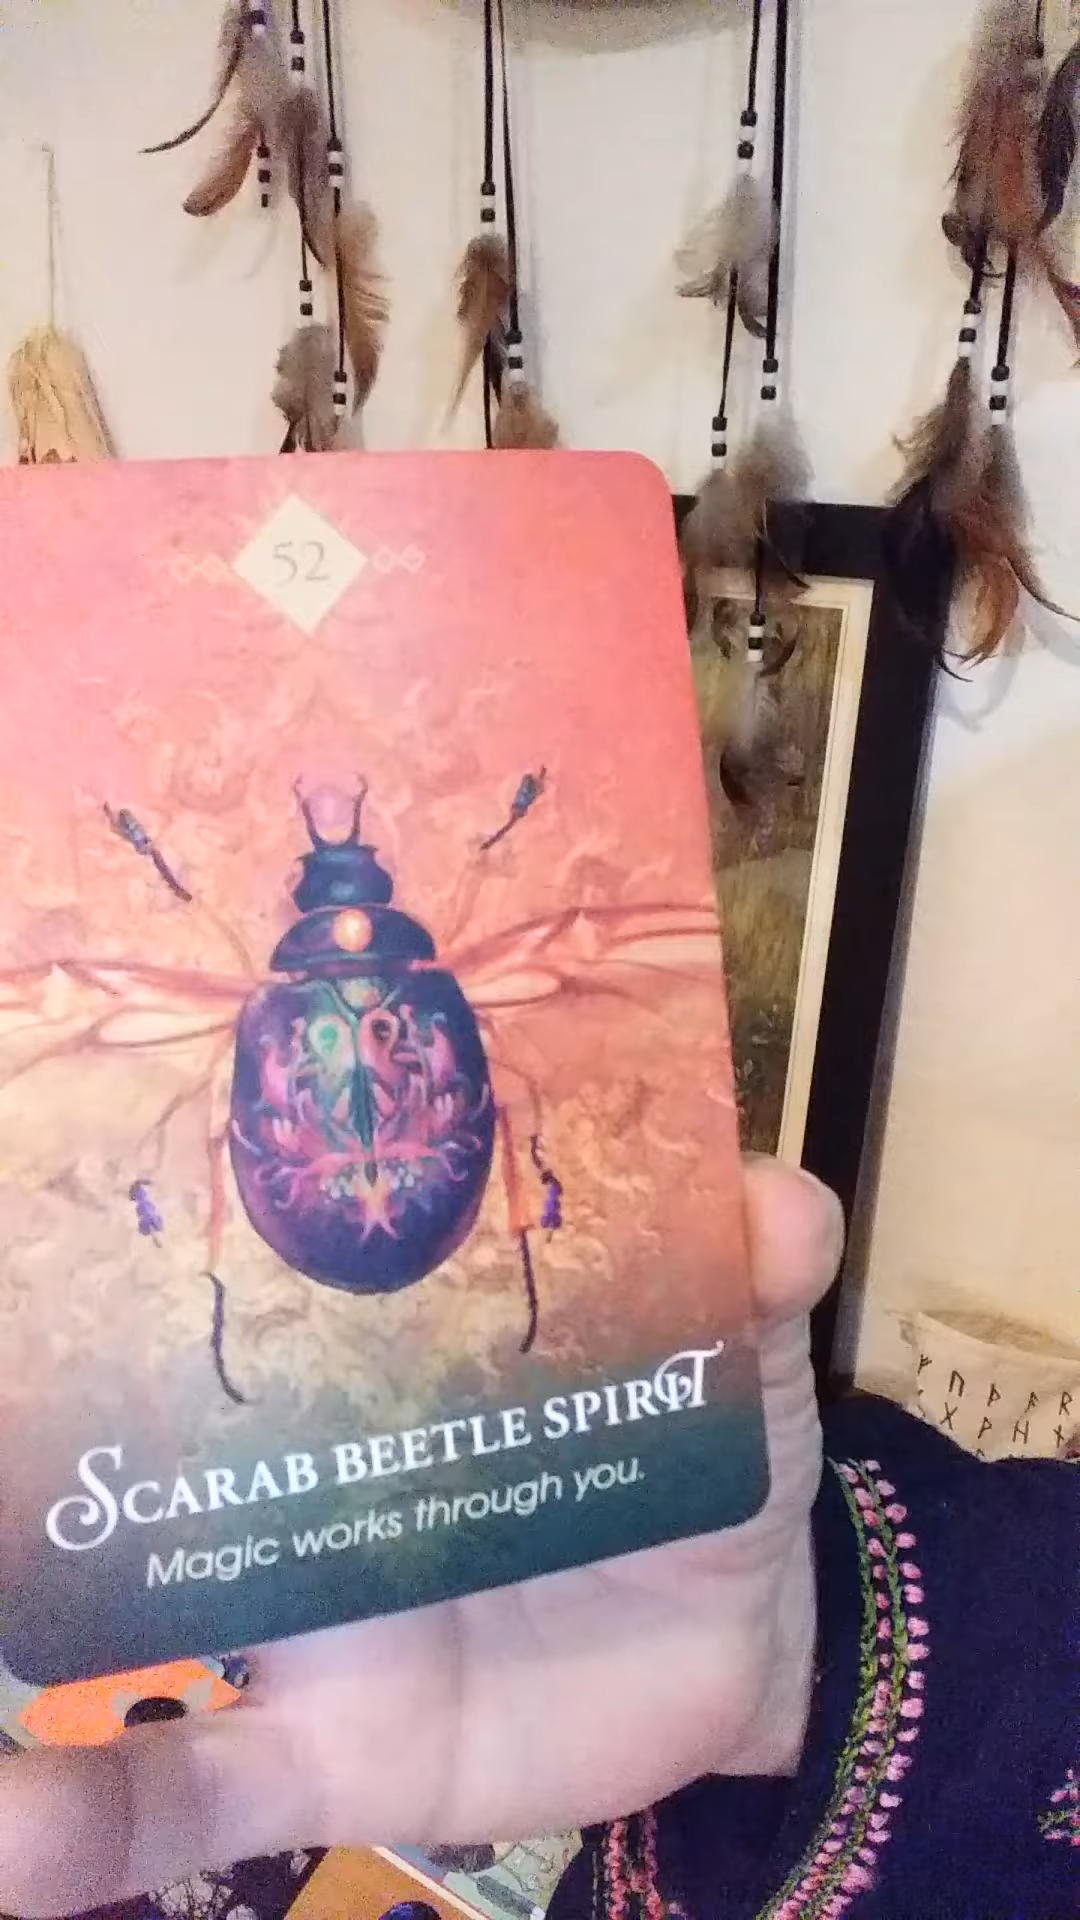 52
SCARAB BEETLE SPIRIT
Magic works through you.
ᚠ ᚢ ᚦ ᚨ ᚱ
ᚷ ᚹ ᚺ ᚾ